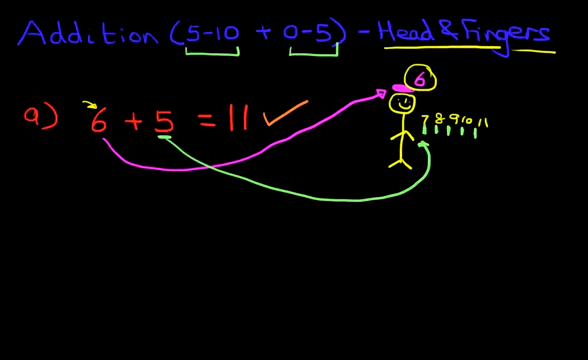 Addition (5-10 + 0-5) - Head & Fingers
6
7 8 9 10 11
a) 6 + 5 = 11 ✓